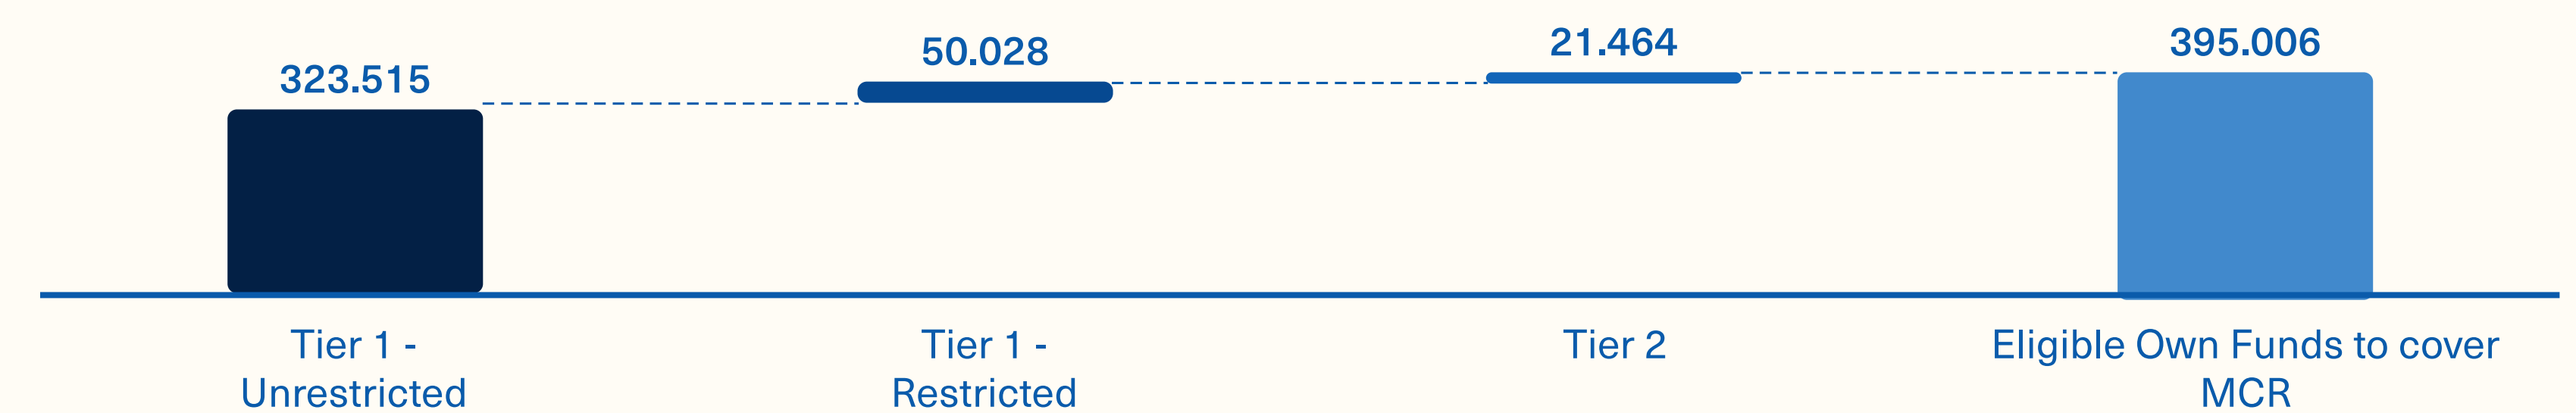 323.515
50.028
21.464
395.006
Tier 1 -
Unrestricted
Tier 1 -
Restricted
Tier 2
Eligible Own Funds to cover
MCR